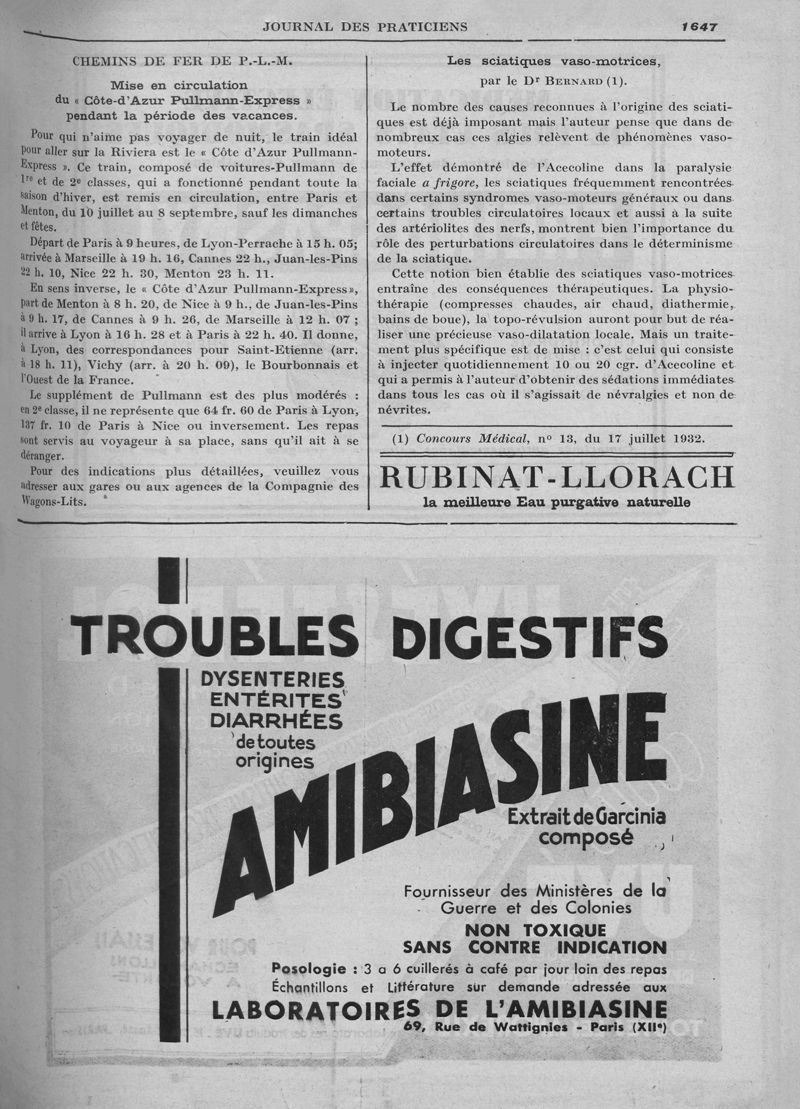 JOURNAL DES PRATICIENS 1647
CHEMINS DE FER DE P.-L.-M.
Mise en circulation
du « Côte-d'Azur Pullmann-Express »
pendant la période des vacances.
Pour qui n'aime pas voyager de nuit, le train idéal
pour aller sur la Riviera est le « Côte d'Azur Pullmann-
Express ». Ce train, composé de voitures-Pullmann de
1re et de 2e classes, qui a fonctionné pendant toute la
saison d'hiver, est remis en circulation, entre Paris et
Menton, du 10 juillet au 8 septembre, sauf les dimanches
et fêtes.
Départ de Paris à 9 heures, de Lyon-Perrache à 15 h. 05;
arrivée à Marseille à 19 h. 16, Cannes 22 h., Juan-les-Pins
22 h. 10, Nice 22 h. 30, Menton 23 h. 11.
En sens inverse, le « Côte d'Azur Pullmann-Express»,
part de Menton à 8 h. 20, de Nice à 9 h., de Juan-les-Pins
à 9 h. 17, de Cannes à 9 h. 26, de Marseille à 12 h. 07 ;
il arrive à Lyon à 16 h. 28 et à Paris à 22 h. 40. Il donne,
à Lyon, des correspondances pour Saint-Etienne (arr.
à 18 h. 11), Vichy (arr. à 20 h. 09), le Bourbonnais et
l'Ouest de la France.
Le supplément de Pullmann est des plus modérés :
en 2e classe, il ne représente que 64 fr. 60 de Paris à Lyon,
137 fr. 10 de Paris à Nice ou inversement. Les repas
sont servis au voyageur à sa place, sans qu'il ait à se
déranger.
Pour des indications plus détaillées, veuillez vous
adresser aux gares ou aux agences de la Compagnie des
Wagons-Lits.
Les sciatiques vaso-motrices,
par le Dr BERNARD (1).
Le nombre des causes reconnues à l'origine des sciati-
ques est déjà imposant mais l'auteur pense que dans de
nombreux cas ces algies relèvent de phénomènes vaso-
moteurs.
L'effet démontré de l'Acecoline dans la paralysie
faciale a frigore, les sciatiques fréquemment rencontrées
dans certains syndromes vaso-moteurs généraux ou dans
certains troubles circulatoires locaux et aussi à la suite
des artériolites des nerfs, montrent bien l'importance du
rôle des perturbations circulatoires dans le déterminisme
de la sciatique.
Cette notion bien établie des sciatiques vaso-motrices
entraîne des conséquences thérapeutiques. La physio-
thérapie (compresses chaudes, air chaud, diathermie,
bains de boue), la topo-révulsion auront pour but de réa-
liser une précieuse vaso-dilatation locale. Mais un traite-
ment plus spécifique est de mise : c'est celui qui consiste
à injecter quotidiennement 10 ou 20 cgr. d'Acecoline et
qui a permis à l'auteur d'obtenir des sédations immédiates
dans tous les cas où il s'agissait de névralgies et non de
névrites.
(1) Concours Médical, no 13, du 17 juillet 1932.
RUBINAT-LLORACH
la meilleure Eau purgative naturelle
TROUBLES DIGESTIFS
DYSENTERIES
ENTÉRITES
DIARRHÉES
de toutes
origines
AMIBIASINE
Extrait de Garcinia
composé
Fournisseur des Ministères de la
Guerre et des Colonies
NON TOXIQUE
SANS CONTRE INDICATION
Posologie : 3 a 6 cuillerés à café par jour loin des repas
Échantillons et Littérature sur demande adressée aux
LABORATOIRES DE L'AMIBIASINE
69, Rue de Wattignies - Paris (XIIe)